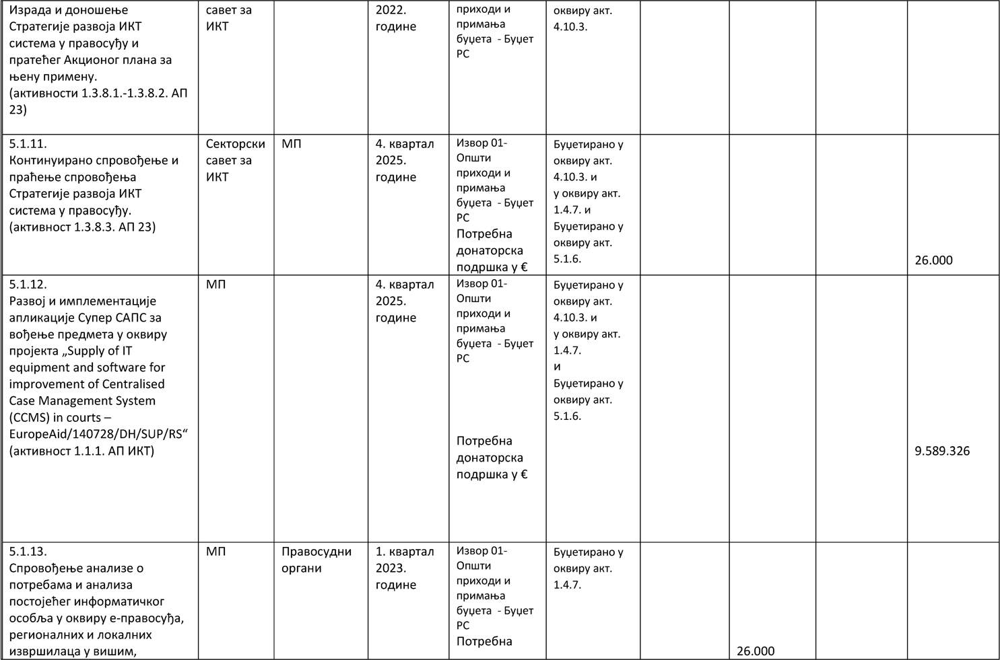 Израда и доношење
Стратегије развоја ИКТ
система у правосуђу и
пратећег Акционог плана за
њену примену.
(активности 1.3.8.1.-1.3.8.2. АП
23)
савет за
ИКТ
2022.
године
приходи и
примања
буџета - Буџет
РС
оквиру акт.
4.10.3.
5.1.11.
Континуирано спровођење и
праћење спровођења
Стратегије развоја ИКТ
система у правосуђу.
(активност 1.3.8.3. АП 23)
Секторски
савет за
ИКТ
МП
4. квартал
2025.
године
Извор 01-
Општи
приходи и
примања
буџета - Буџет
РС
Потребна
донаторска
подршка у €
Буџетирано у
оквиру акт.
4.10.3. и
у оквиру акт.
1.4.7. и
Буџетирано у
оквиру акт.
5.1.6.
26.000
5.1.12.
Развој и имплементације
апликације Супер САПС за
вођење предмета у оквиру
пројекта „Supply of IT
equipment and software for
improvement of Centralised
Case Management System
(CCMS) in courts –
EuropeAid/140728/DH/SUP/RS“
(активност 1.1.1. АП ИКТ)
МП
4. квартал
2025.
године
Извор 01-
Општи
приходи и
примања
буџета - Буџет
РС
Потребна
донаторска
подршка у €
Буџетирано у
оквиру акт.
4.10.3. и
у оквиру акт.
1.4.7.
и
Буџетирано у
оквиру акт.
5.1.6.
9.589.326
5.1.13.
Спровођење анализе о
потребама и анализа
постојећег информатичког
особља у оквиру е-правосуђа,
регионалних и локалних
извршилаца у вишим,
МП
Правосудни
органи
1. квартал
2023.
године
Извор 01-
Општи
приходи и
примања
буџета - Буџет
РС
Потребна
Буџетирано у
оквиру акт.
1.4.7.
26.000